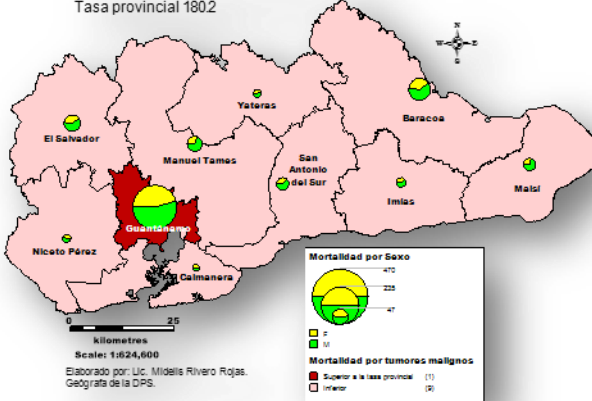 Tasa provincial 180.2
N
W E
S
Yateras
Baracoa
El Salvador
Manuel Tames
San
Antonio
del Sur
Imías
Maisí
Guantánamo
Niceto Pérez
Caimanera
0 25
kilometres
Scale: 1:624,600
Elaborado por: Lic. Midelis Rivero Rojas.
Geógrafa de la DPS.
Mortalidad por Sexo
470
235
47
F
M
Mortalidad por tumores malignos
Superior a la tasa provincial (1)
Inferior (9)